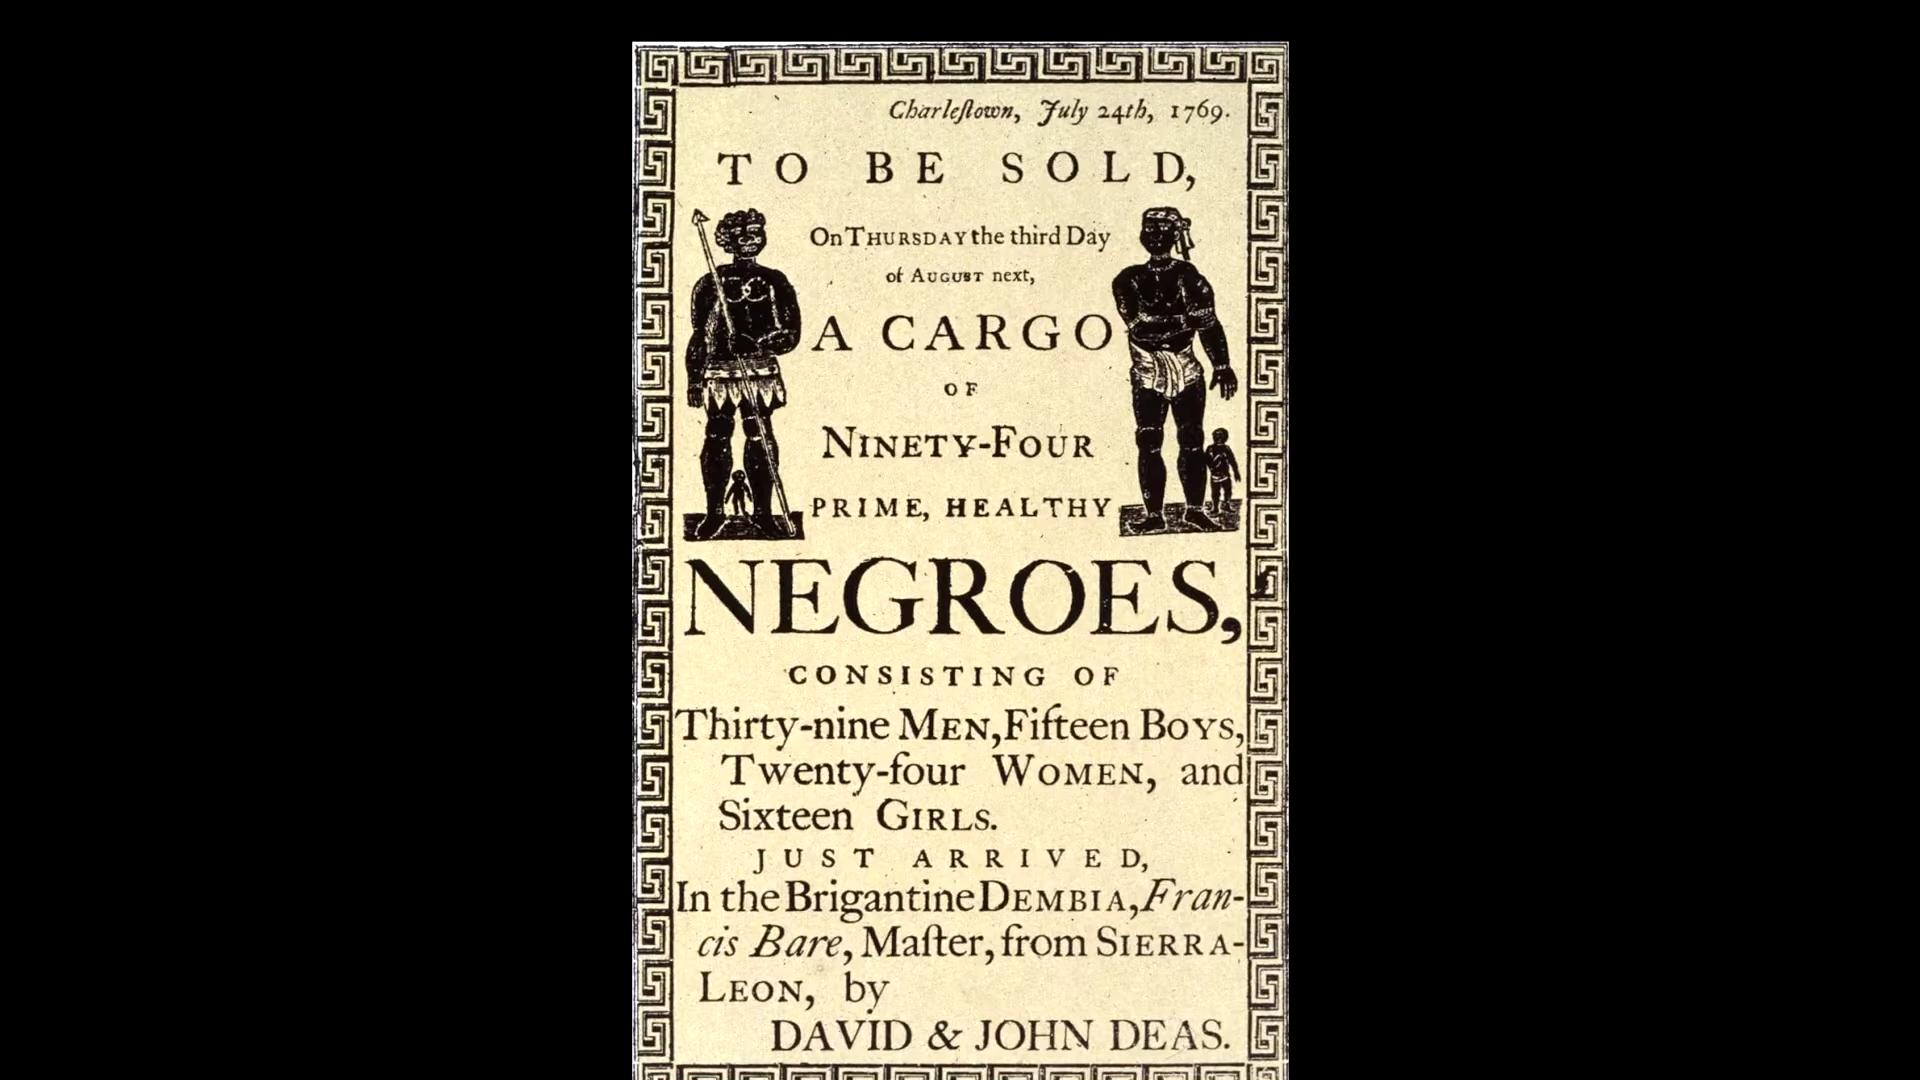 Charleſtown, July 24th, 1769.
TO BE SOLD,
On THURSDAY the third Day
of AUGUST next,
A CARGO
OF
NINETY-FOUR
PRIME, HEALTHY
NEGROES,
CONSISTING OF
Thirty-nine MEN, Fifteen BOYS,
Twenty-four WOMEN, and
Sixteen GIRLS.
JUST ARRIVED,
In the Brigantine DEMBIA, Fran-
cis Bare, Maſter, from SIERRA-
LEON, by
DAVID & JOHN DEAS.